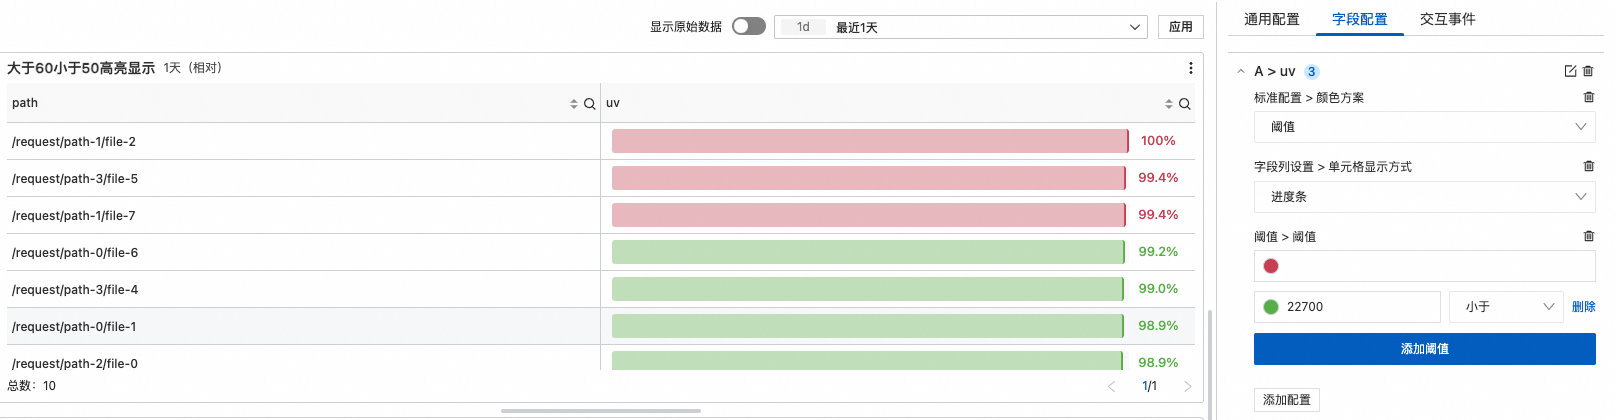 显示原始数据 1d 最近1天 应用
大于60小于50高亮显示 1天（相对）
path uv
/request/path-1/file-2 100%
/request/path-3/file-5 99.4%
/request/path-1/file-7 99.4%
/request/path-0/file-6 99.2%
/request/path-3/file-4 99.0%
/request/path-0/file-1 98.9%
/request/path-2/file-0 98.9%
总数：10 1/1
通用配置 字段配置 交互事件
A > uv 3
标准配置 > 颜色方案
阈值
字段列设置 > 单元格显示方式
进度条
阈值 > 阈值
22700 小于 删除
添加阈值
添加配置